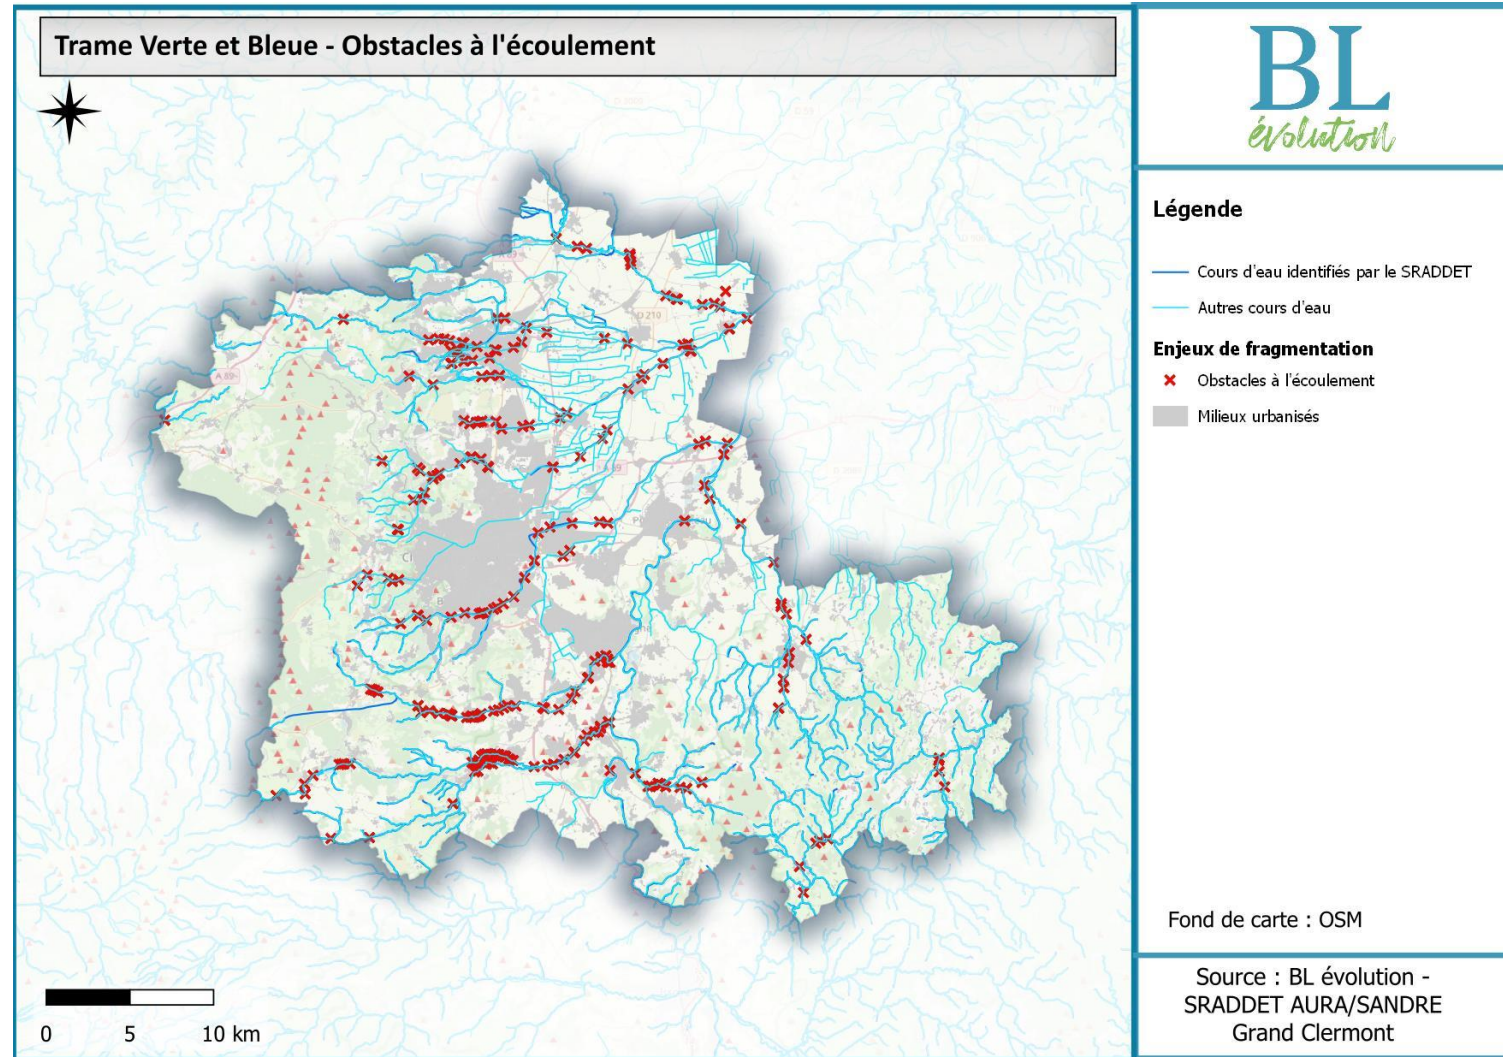 Trame Verte et Bleue - Obstacles à l'écoulement
BL
évolution
Légende
Cours d'eau identifiés par le SRADDET
Autres cours d'eau
Enjeux de fragmentation
Obstacles à l'écoulement
Milieux urbanisés
D 210
A 89
0 5 10 km
Fond de carte : OSM
Source : BL évolution -
SRADDET AURA/SANDRE
Grand Clermont